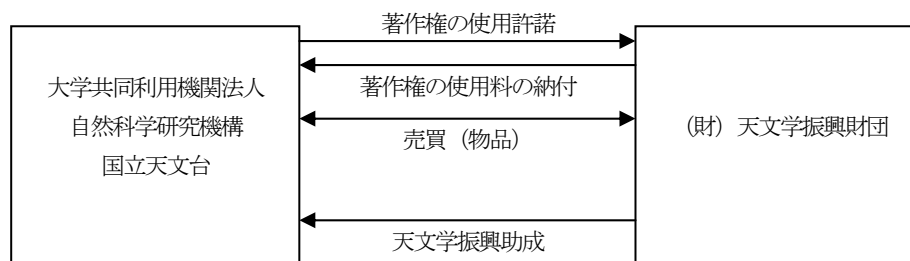 著作権の使用許諾
大学共同利用機関法人
自然科学研究機構
国立天文台
著作権の使用料の納付
売買（物品）
（財）天文学振興財団
天文学振興助成